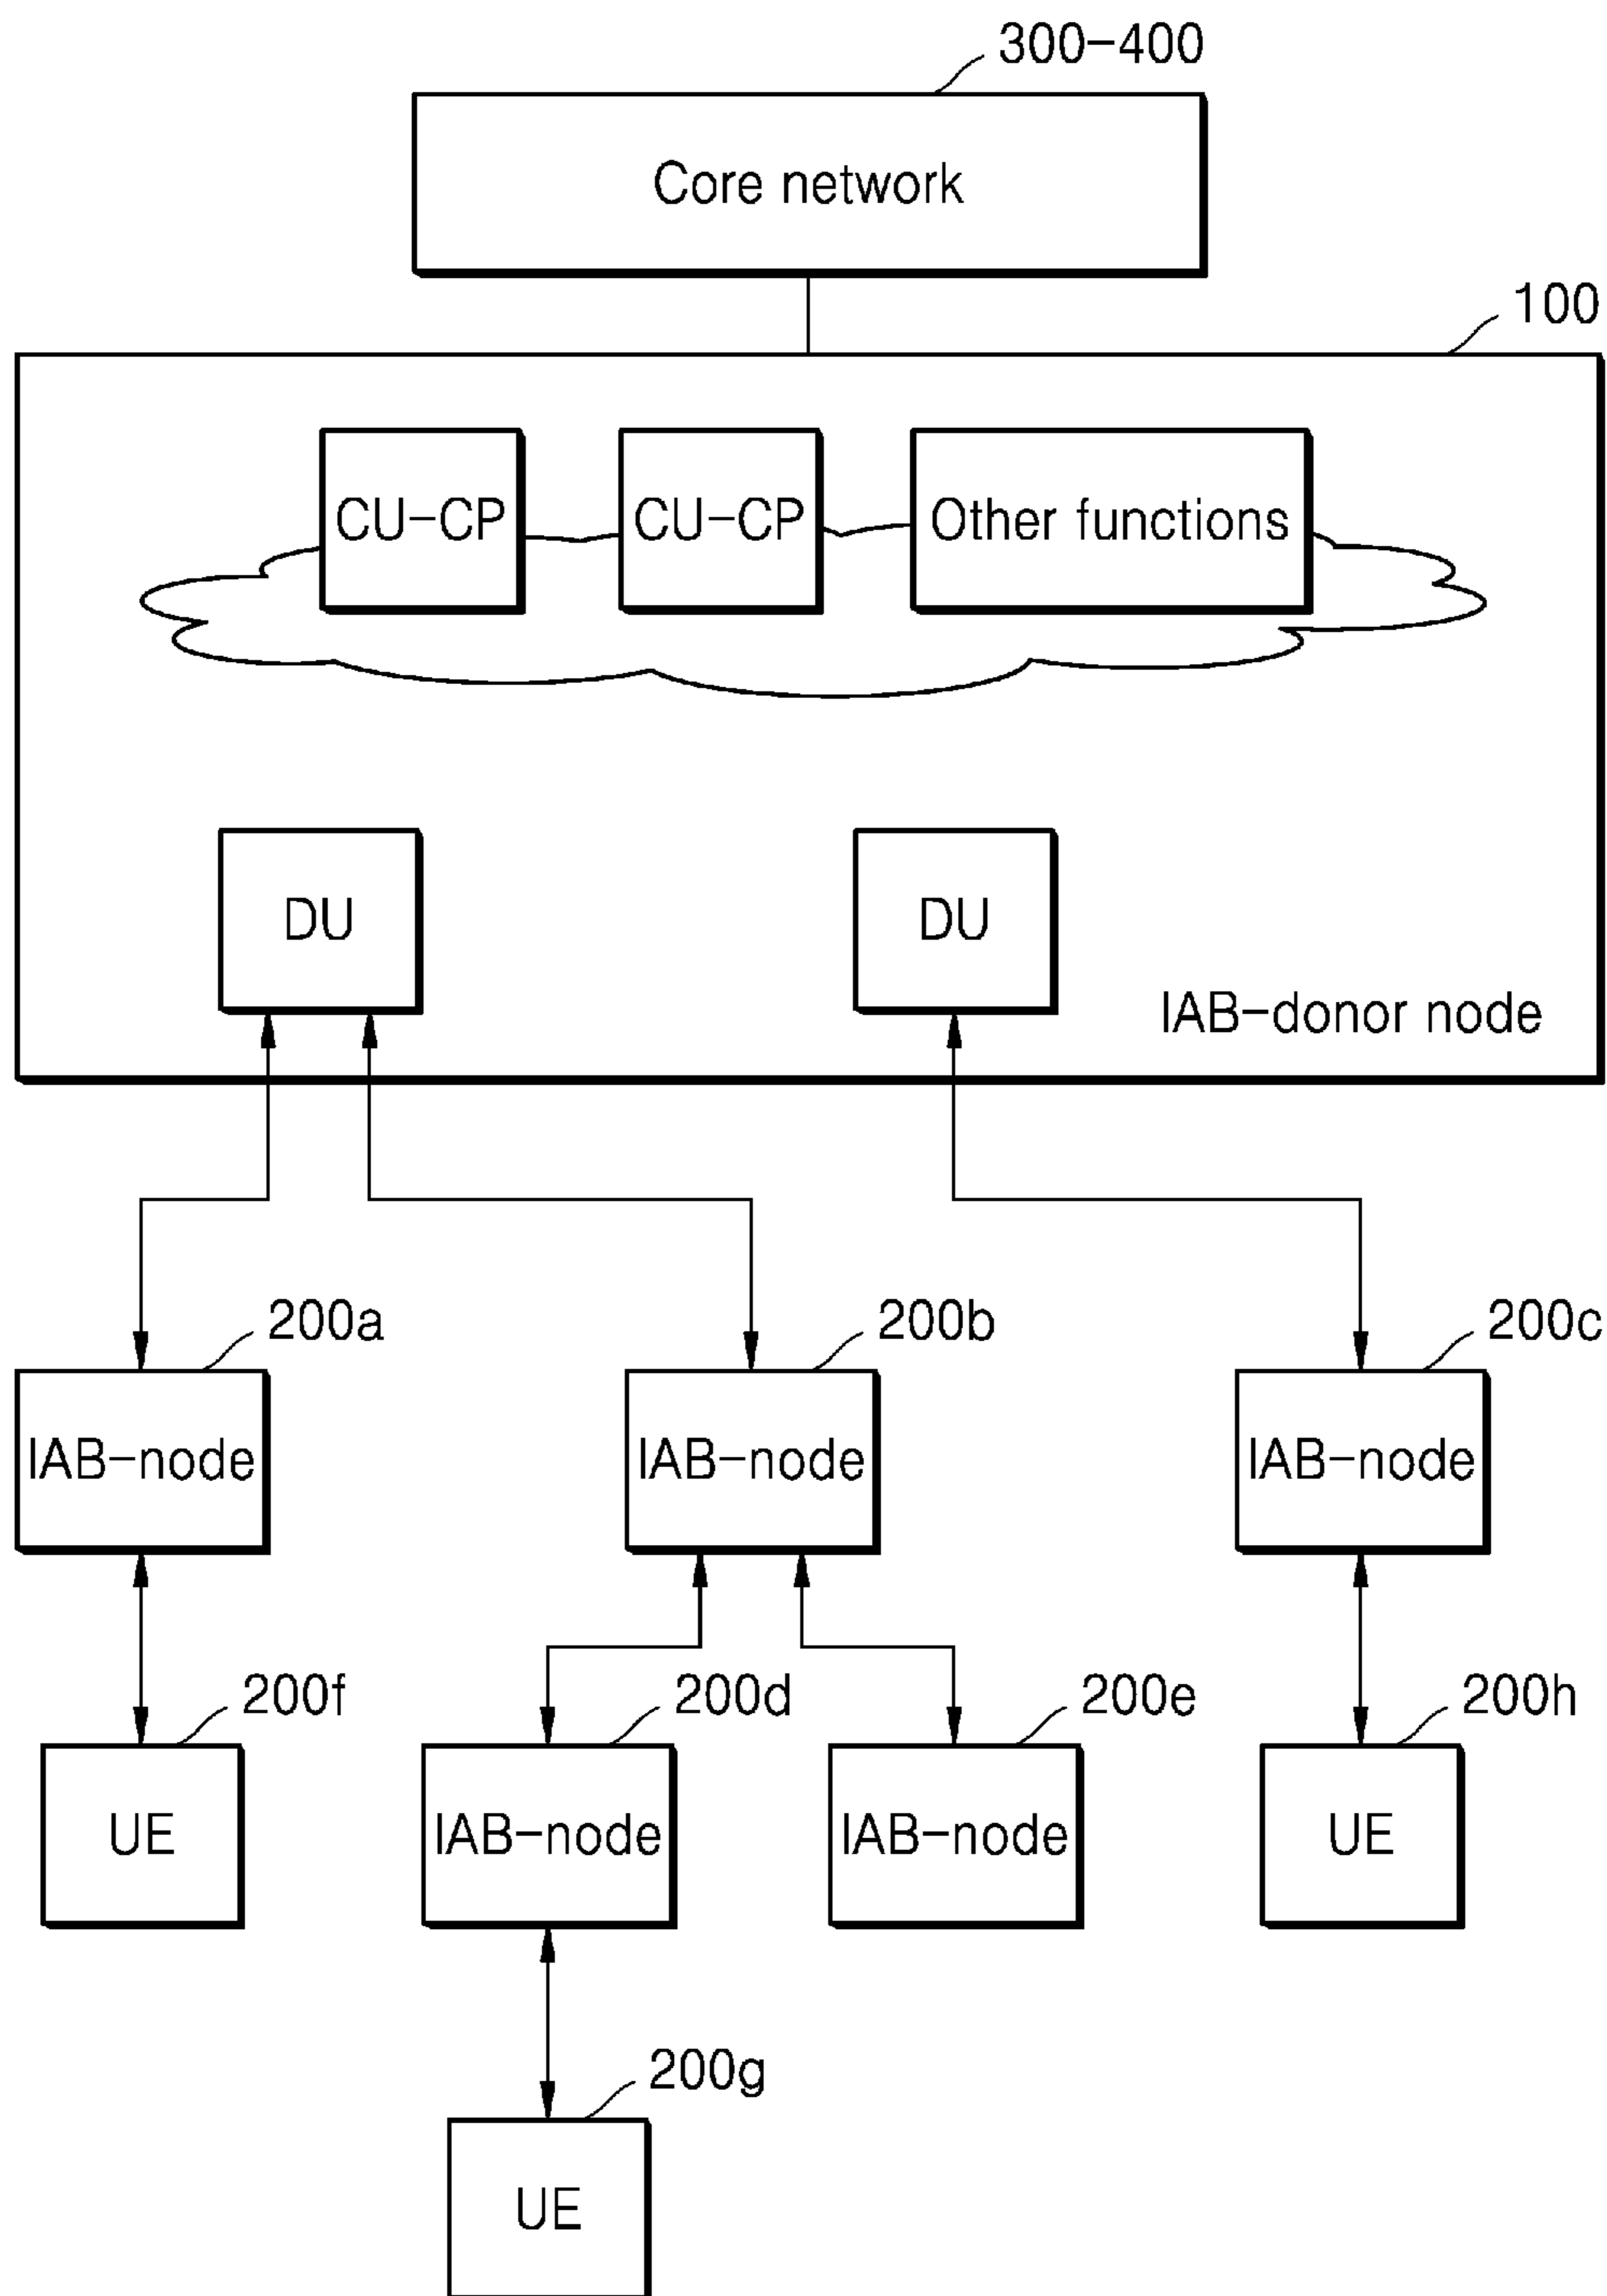 300-400
Core network
100
CU-CP
CU-CP
Other functions
DU
DU
IAB-donor node
200a
200b
200c
IAB-node
IAB-node
IAB-node
200f
200d
200e
200h
UE
IAB-node
IAB-node
UE
200g
UE